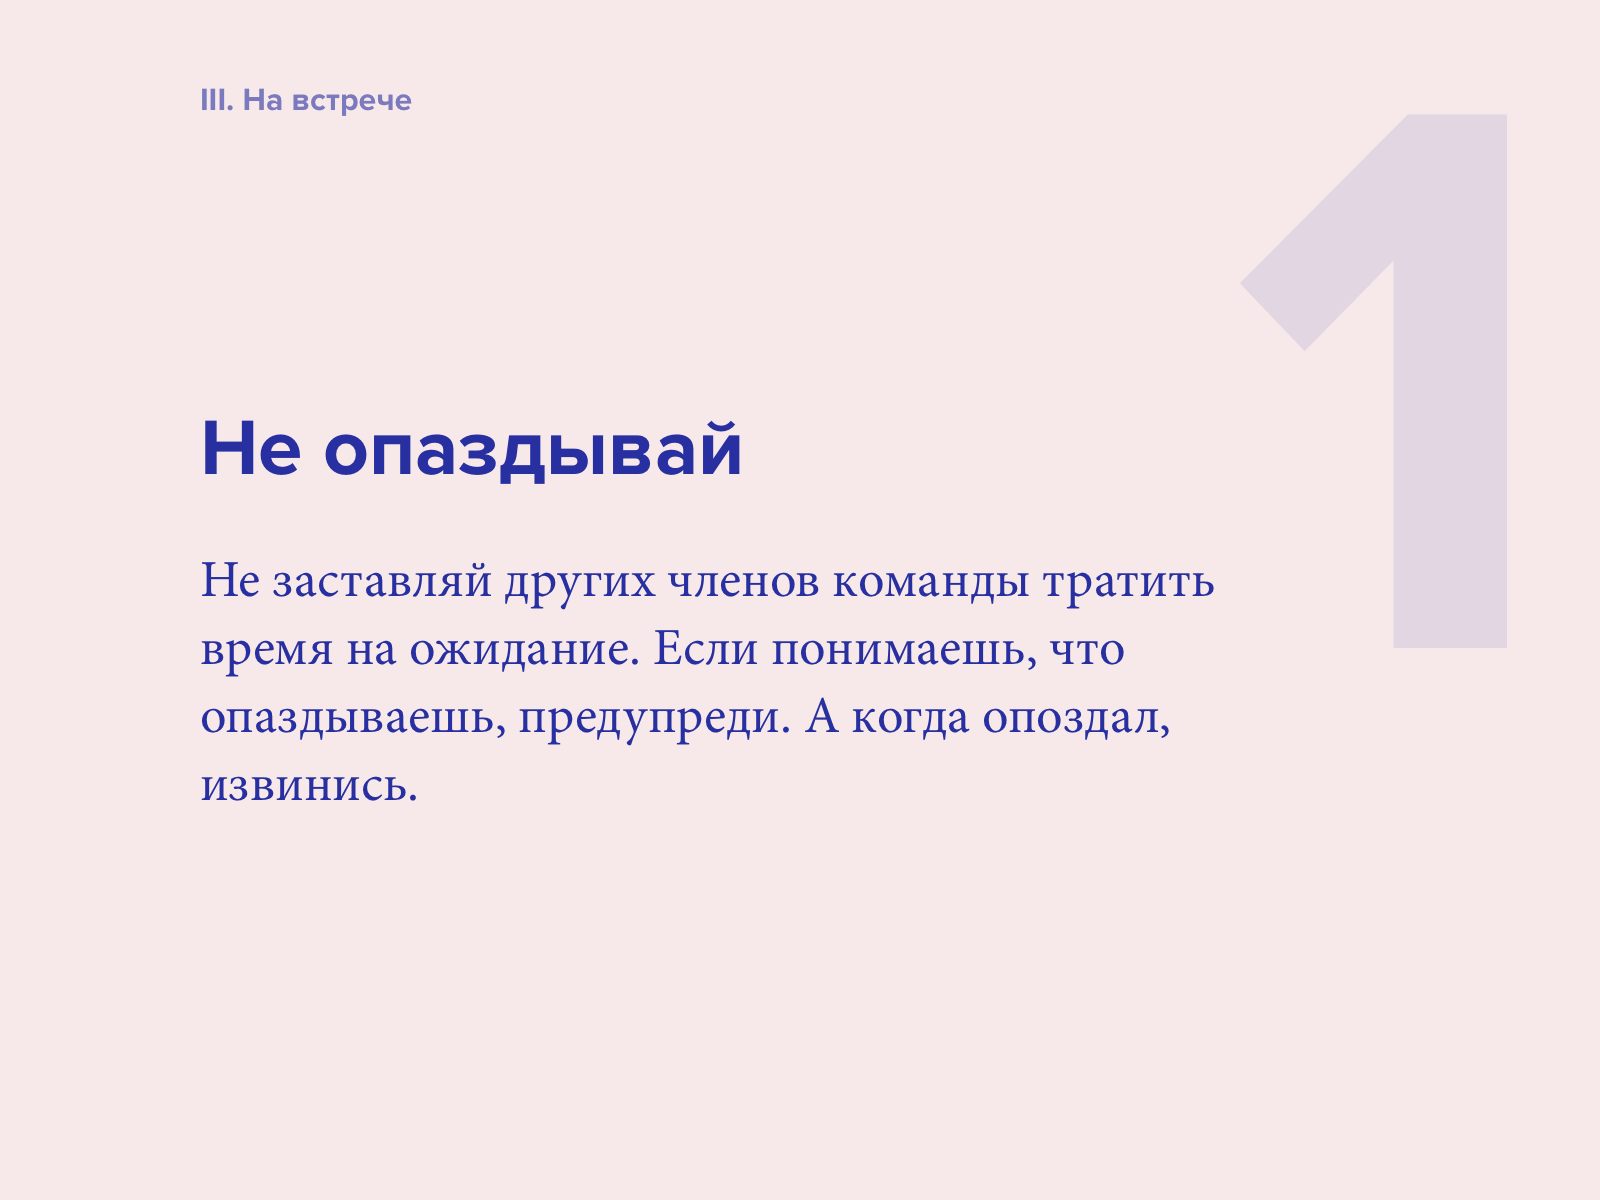 III. На встрече
1
Не опаздывай
Не заставляй других членов команды тратить
время на ожидание. Если понимаешь, что
опаздываешь, предупреди. А когда опоздал,
извинись.